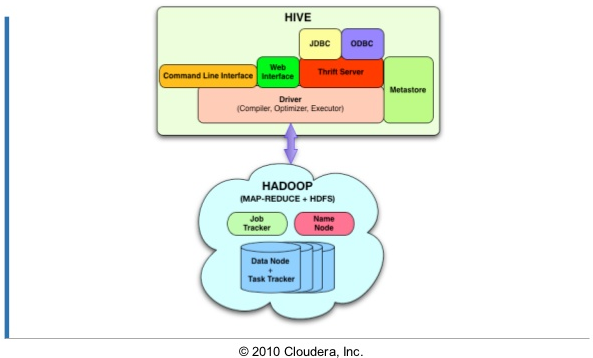 HIVE
JDBC
ODBC
Command Line Interface
Web
Interface
Thrift Server
Metastore
Driver
(Compiler, Optimizer, Executor)
HADOOP
(MAP-REDUCE + HDFS)
Job
Tracker
Name
Node
Data Node
+
Task Tracker
© 2010 Cloudera, Inc.